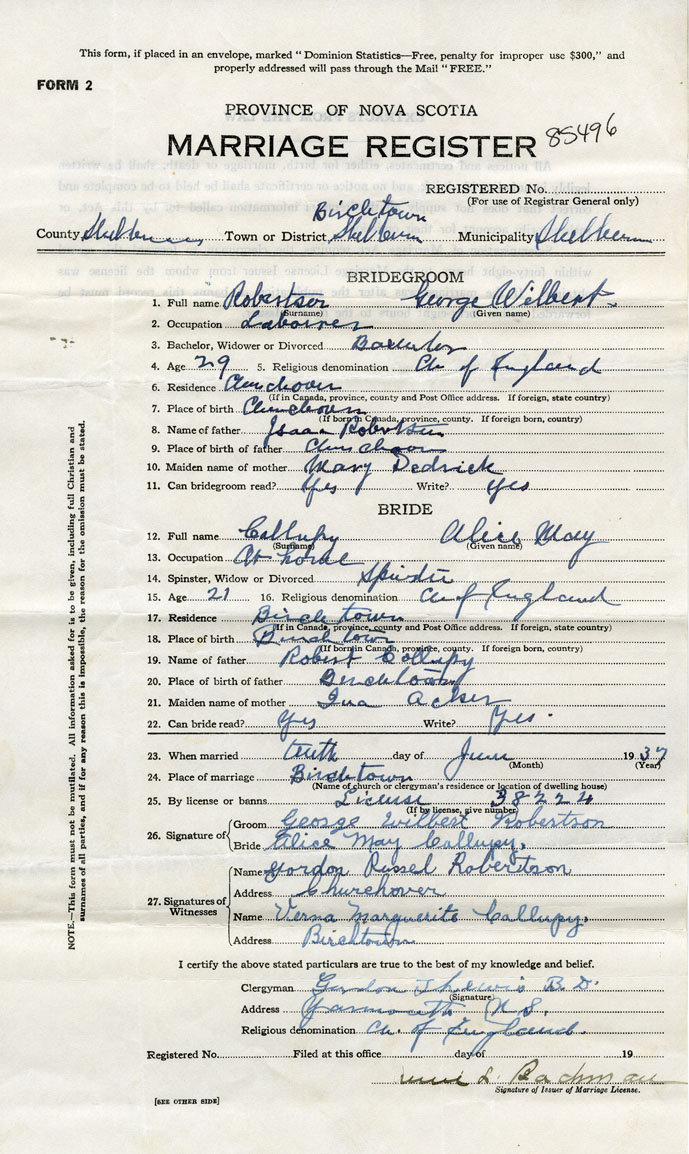 This form, if placed in an envelope, marked " Dominion Statistics—Free, penalty for improper use $300," and
properly addressed will pass through the Mail " FREE."
FORM 2
PROVINCE OF NOVA SCOTIA
MARRIAGE REGISTER 85496
REGISTERED No.
(For use of Registrar General only)
Birchtown
County Shelburne Town or District Shelburne Municipality Shelburne
BRIDEGROOM
1. Full name Robertson George Wilbert
(Surname) (Given name)
2. Occupation Labourer
3. Bachelor, Widower or Divorced Bachelor
4. Age 29 5. Religious denomination Ch of England
6. Residence Churchover
(If in Canada, province, county and Post Office address. If foreign, state country)
7. Place of birth Churchover
(If born in Canada, province, county. If foreign born, country)
8. Name of father Isaac Robertson
9. Place of birth of father Churchover
10. Maiden name of mother Mary Dedrick
11. Can bridegroom read? Yes Write? Yes
BRIDE
12. Full name Callupy Alice May
(Surname) (Given name)
13. Occupation At home
14. Spinster, Widow or Divorced Spinster
15. Age 21 16. Religious denomination Ch of England
17. Residence Birchtown
(If in Canada, province, county and Post Office address. If foreign, state country)
18. Place of birth Birchtown
(If born in Canada, province, county. If foreign born, country)
19. Name of father Robert Callupy
20. Place of birth of father Birchtown
21. Maiden name of mother Ina Acker
22. Can bride read? Yes Write? Yes.
23. When married tenth day of June 1937
(Month) (Year)
24. Place of marriage Birchtown
(Name of church or clergyman's residence or location of dwelling house)
25. By license or banns License 38224
(If by license, give number)
26. Signature of Groom George Wilbert Robertson
Bride Alice May Callupy.
27. Signatures of Witnesses
Name Gordon Russel Robertson
Address Churchover
Name Verna Marguerite Callupy.
Address Birchtown
I certify the above stated particulars are true to the best of my knowledge and belief.
Clergyman Gordon T. Lewis B. D.
(Signature)
Address Yarmouth N. S.
Religious denomination Ch. of England.
Registered No. Filed at this office day of 19
L. Bachman
Signature of Issuer of Marriage License.
[SEE OTHER SIDE]
NOTE.—This form must not be mutilated. All information asked for is to be given, including full Christian and
surnames of all parties, and if for any reason this is impossible, the reason for the omission must be stated.